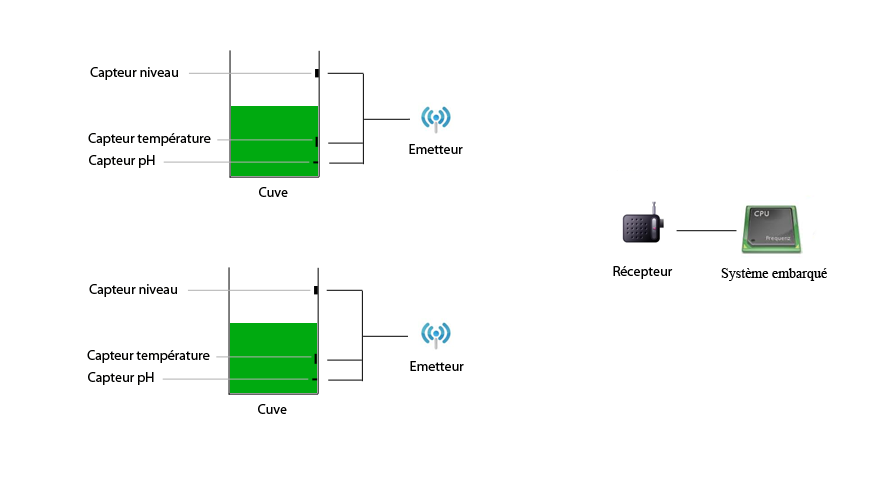 Capteur niveau
Capteur température
Capteur pH
Cuve
Emetteur
CPU
Frequenz
Récepteur
Système embarqué
Capteur niveau
Capteur température
Capteur pH
Cuve
Emetteur